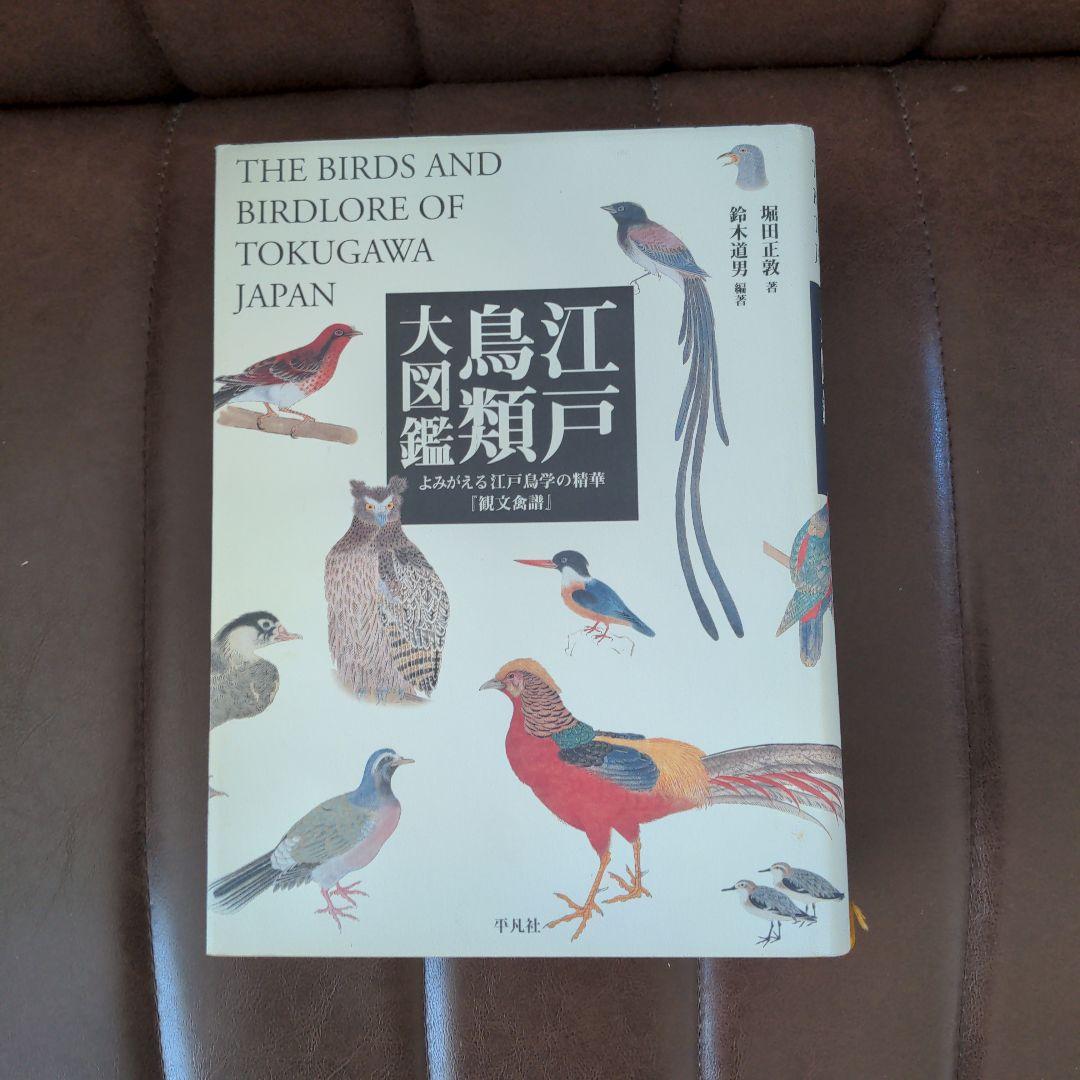 THE BIRDS AND
BIRDLORE OF
TOKUGAWA
JAPAN
堀田正敦 著
鈴木道男 編著
江戸
鳥類
大図鑑
よみがえる江戸鳥学の精華
『観文禽譜』
平凡社